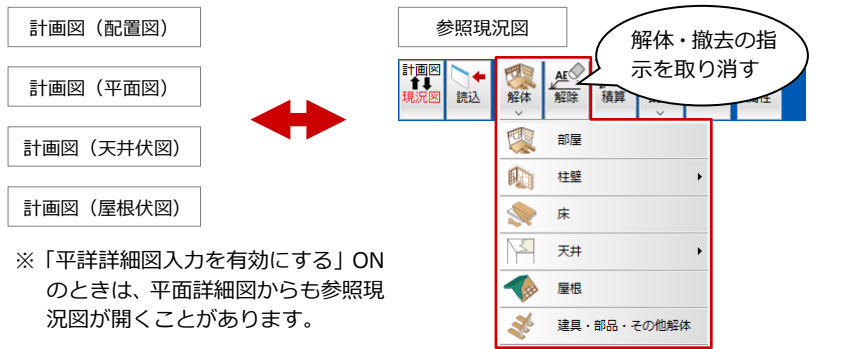 計画図（配置図）
計画図（平面図）
計画図（天井伏図）
計画図（屋根伏図）
※「平詳詳細図入力を有効にする」ON
のときは、平面詳細図からも参照現
況図が開くことがあります。
参照現況図
解体・撤去の指
示を取り消す
計画図
現況図
読込
解体
解除
積算
部屋
柱壁
床
天井
屋根
建具・部品・その他解体